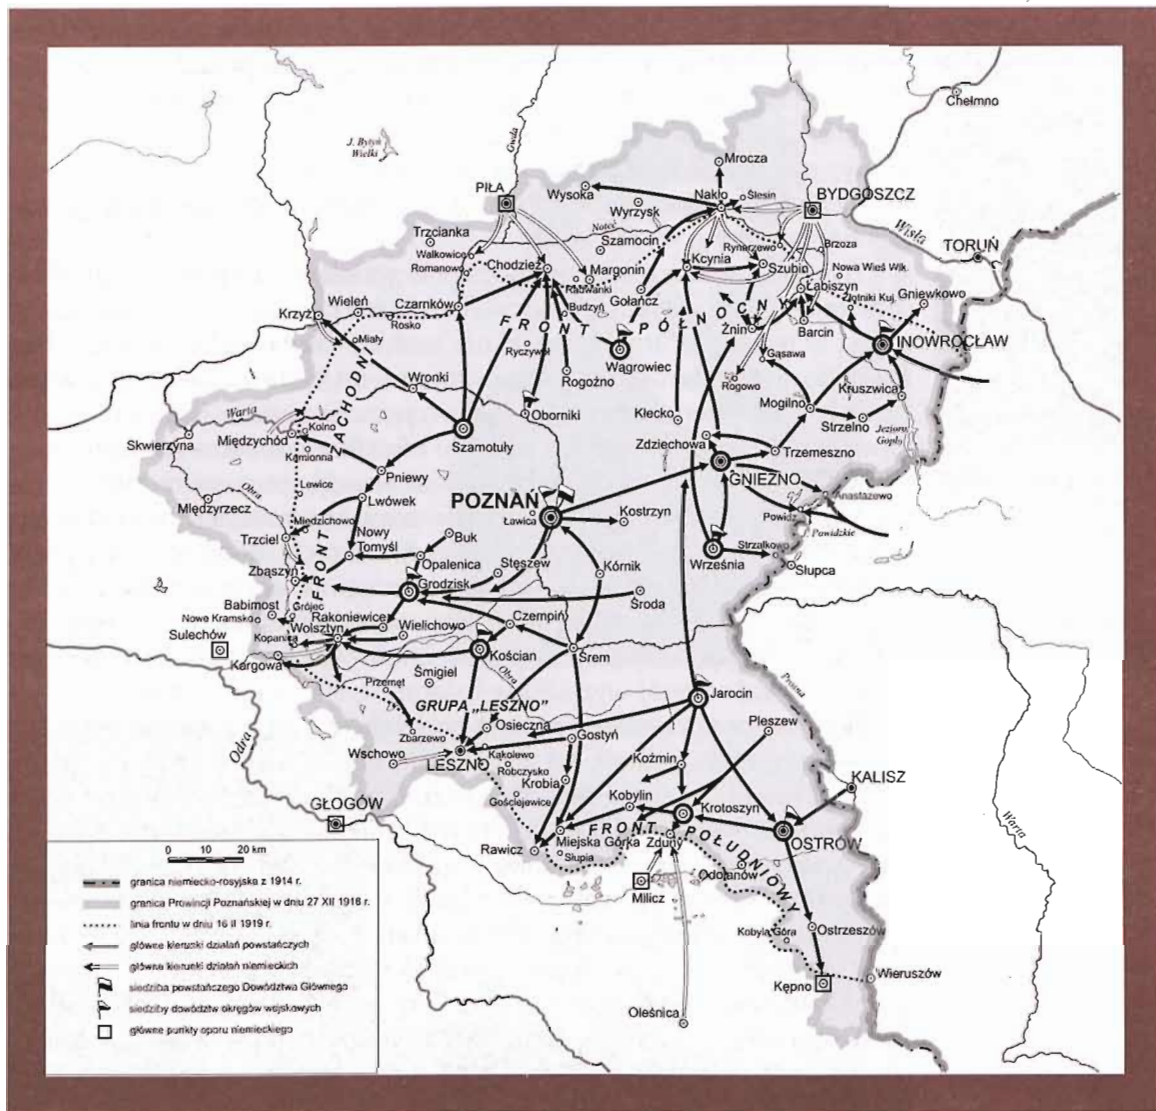 Chełmno
J. Bytyń
Wielki
Gwda
Mrocza
PIŁA
Wysoka
Nakło
Ślesin
BYDGOSZCZ
Wyrzysk
Trzcianka
Noteć
Szamocin
Rynarzewo
Brzoza
Wisła
TORUŃ
Walkowice
Romanowo
Chodzież
Margonin
Kcynia
Szubin
Nowa Wieś Wlk.
Gołańcz
Łabiszyn
Złotniki Kuj.
Gniewkowo
Krzyż
Wieleń
Czarnków
Budzyń
FRONT PÓŁNOCNY
Rosko
Miały
Ryczywół
Wągrowiec
Żnin
Barcin
INOWROCŁAW
Gąsawa
Rogoźno
Rogowo
Kruszwica
Wronki
Warta
Oborniki
Kłecko
Mogilno
Strzelno
Jezioro
Gopło
Skwierzyna
Międzychód
Kolno
Kamionna
Szamotuły
Zdziechowa
Trzemeszno
FRONT ZACHODNI
Pniewy
GNIEZNO
Lewice
Obra
Międzyrzecz
Lwówek
POZNAŃ
Ławica
Kostrzyn
Anastazewo
Powidz
J. Powidzkie
Miedzichowo
Trzciel
Nowy
Tomyśl
Buk
Opalenica
Stęszew
Kórnik
Września
Strzałkowo
Słupca
Zbąszyń
Grodzisk
Środa
Babimost
Nowe Kramsko
Grójec
Rakoniewice
Czempiń
Sulechów
Kopanica
Wolsztyn
Wielichowo
Kargowa
Kościan
Śrem
Śmigiel
Obra
Prosna
Przemęt
GRUPA „LESZNO”
Jarocin
Zbarzewo
Osieczna
Pleszew
Odra
Wschowo
LESZNO
Kąkolewo
Gostyń
Robczysko
Koźmin
Krobia
KALISZ
Gościejewice
Kobylin
Krotoszyn
GŁOGÓW
Warta
FRONT POŁUDNIOWY
Rawicz
Miejska Górka
Zduny
OSTRÓW
Słupia
Odolanów
Milicz
Kobyla Góra
Ostrzeszów
Kępno
Wieruszów
Oleśnica
0 10 20 km
granica niemiecko-rosyjska z 1914 r.
granica Prowincji Poznańskiej w dniu 27 XII 1918 r.
linia frontu w dniu 16 II 1919 r.
główne kierunki działań powstańczych
główne kierunki działań niemieckich
siedziba powstańczego Dowództwa Głównego
siedziby dowództw okręgów wojskowych
główne punkty oporu niemieckiego